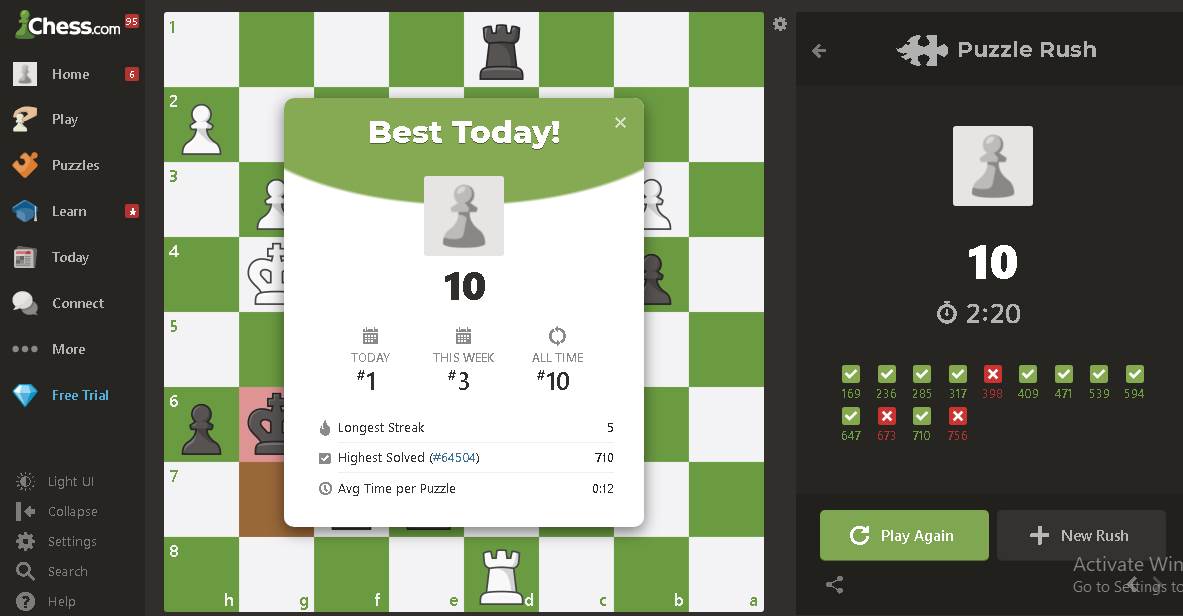 Chess.com 95
Home 6
Play
Puzzles
Learn
Today
Connect
More
Free Trial
Light UI
Collapse
Settings
Search
Help
1
2
3
4
5
6
7
8
h g f e d c b a
Best Today!
10
TODAY THIS WEEK ALL TIME
#1 #3 #10
Longest Streak 5
Highest Solved (#64504) 710
Avg Time per Puzzle 0:12
Puzzle Rush
10
2:20
169 236 285 317 398 409 471 539 594
647 673 710 756
Play Again
New Rush
Activate Win
Go to Settings to